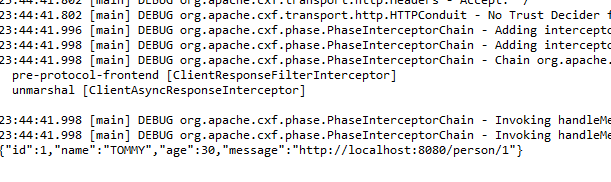 23:44:41.802 [main] DEBUG org.apache.cxf.transport.http.Headers - Accept: */
23:44:41.802 [main] DEBUG org.apache.cxf.transport.http.HTTPConduit - No Trust Decider f
23:44:41.996 [main] DEBUG org.apache.cxf.phase.PhaseInterceptorChain - Adding intercepto
23:44:41.998 [main] DEBUG org.apache.cxf.phase.PhaseInterceptorChain - Adding intercepto
23:44:41.998 [main] DEBUG org.apache.cxf.phase.PhaseInterceptorChain - Chain org.apache.
pre-protocol-frontend [ClientResponseFilterInterceptor]
unmarshal [ClientAsyncResponseInterceptor]
23:44:41.998 [main] DEBUG org.apache.cxf.phase.PhaseInterceptorChain - Invoking handleMe
23:44:41.998 [main] DEBUG org.apache.cxf.phase.PhaseInterceptorChain - Invoking handleMe
{"id":1,"name":"TOMMY","age":30,"message":"http://localhost:8080/person/1"}